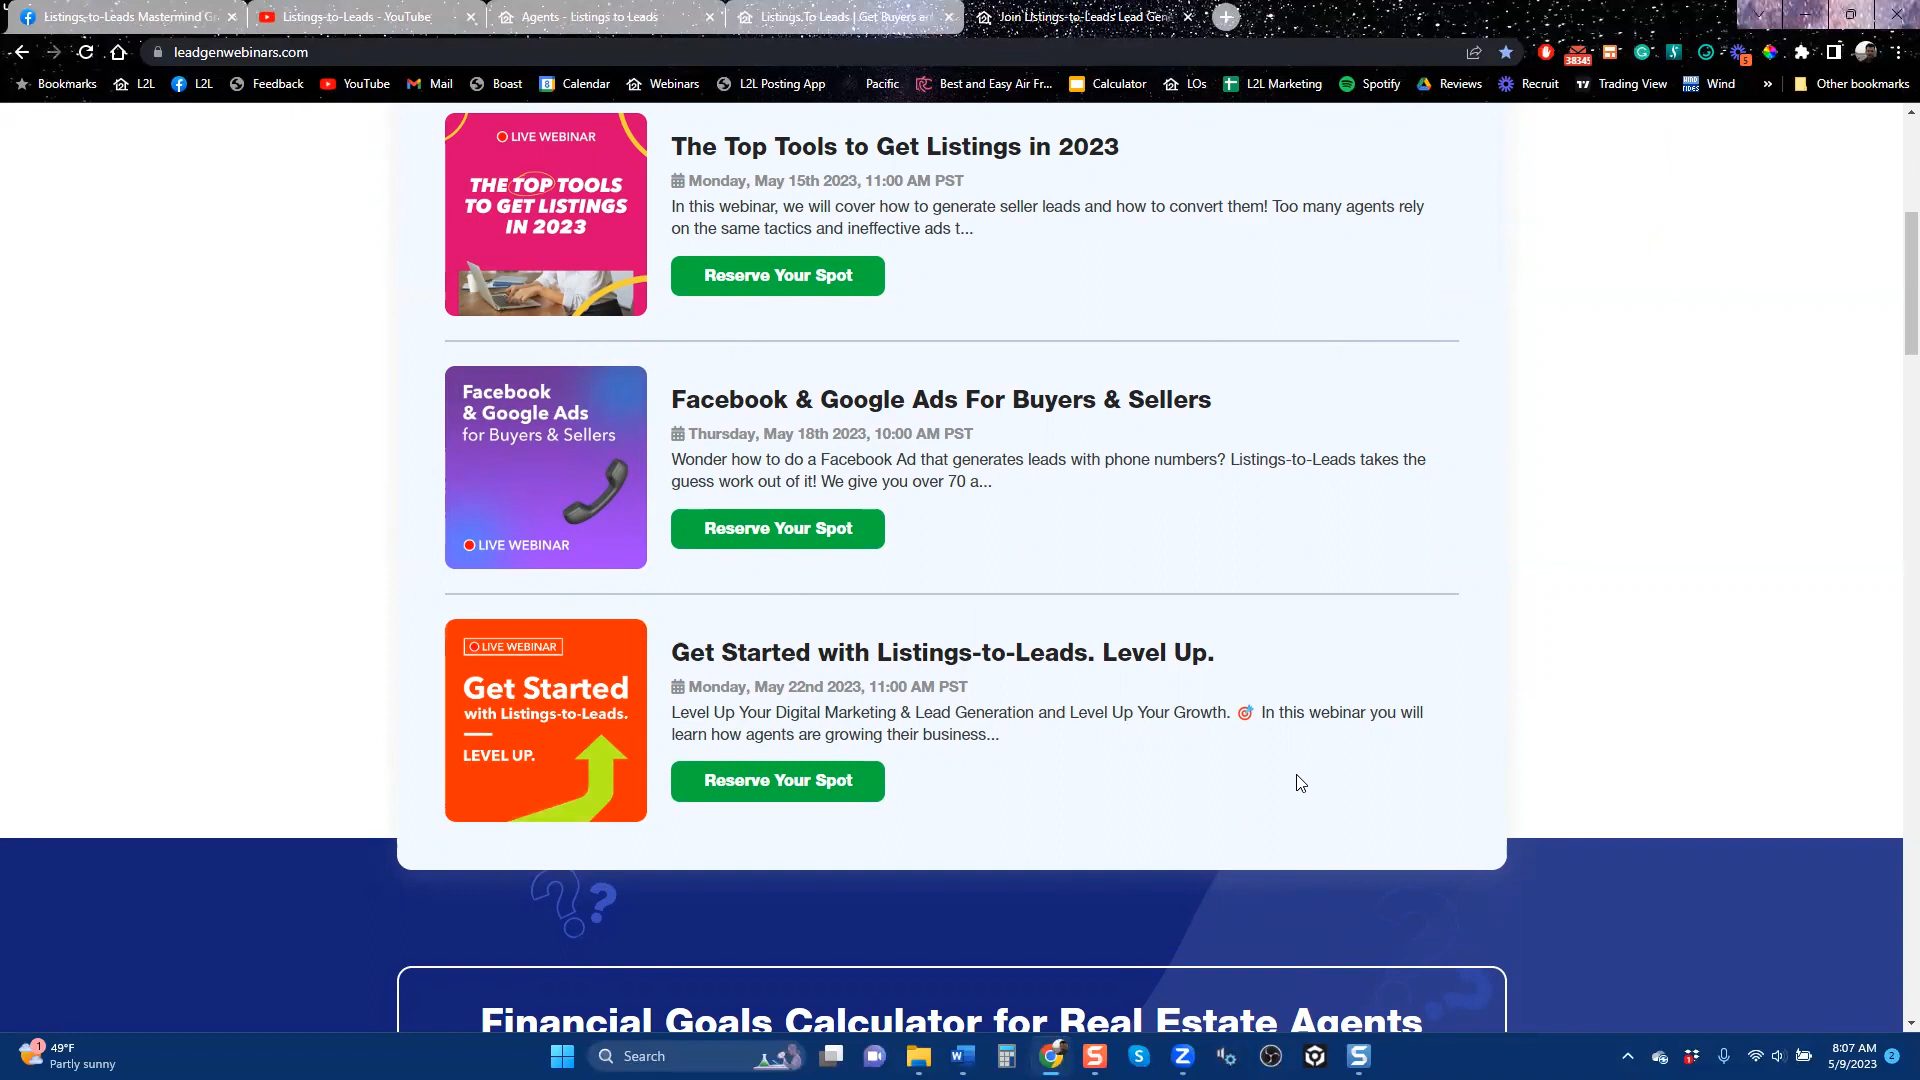 Listings-to-Leads Mastermind Gr
Listings-to-Leads - YouTube
Agents - Listings to Leads
Listings To Leads | Get Buyers an
Join Listings-to-Leads Lead Gen
leadgenwebinars.com
38345
5
Bookmarks
L2L
L2L
Feedback
YouTube
Mail
Boast
Calendar
Webinars
L2L Posting App
Pacific
Best and Easy Air Fr...
Calculator
LOs
L2L Marketing
Spotify
Reviews
Recruit
Trading View
Wind
»
Other bookmarks
LIVE WEBINAR
THE TOP TOOLS
TO GET LISTINGS
IN 2023
The Top Tools to Get Listings in 2023
Monday, May 15th 2023, 11:00 AM PST
In this webinar, we will cover how to generate seller leads and how to convert them! Too many agents rely
on the same tactics and ineffective ads t...
Reserve Your Spot
Facebook
& Google Ads
for Buyers & Sellers
LIVE WEBINAR
Facebook & Google Ads For Buyers & Sellers
Thursday, May 18th 2023, 10:00 AM PST
Wonder how to do a Facebook Ad that generates leads with phone numbers? Listings-to-Leads takes the
guess work out of it! We give you over 70 a...
Reserve Your Spot
LIVE WEBINAR
Get Started
with Listings-to-Leads.
LEVEL UP.
Get Started with Listings-to-Leads. Level Up.
Monday, May 22nd 2023, 11:00 AM PST
Level Up Your Digital Marketing & Lead Generation and Level Up Your Growth. 🎯 In this webinar you will
learn how agents are growing their business...
Reserve Your Spot
??
Financial Goals Calculator for Real Estate Agents
1
49°F
Partly sunny
Search
8:07 AM
5/9/2023
2